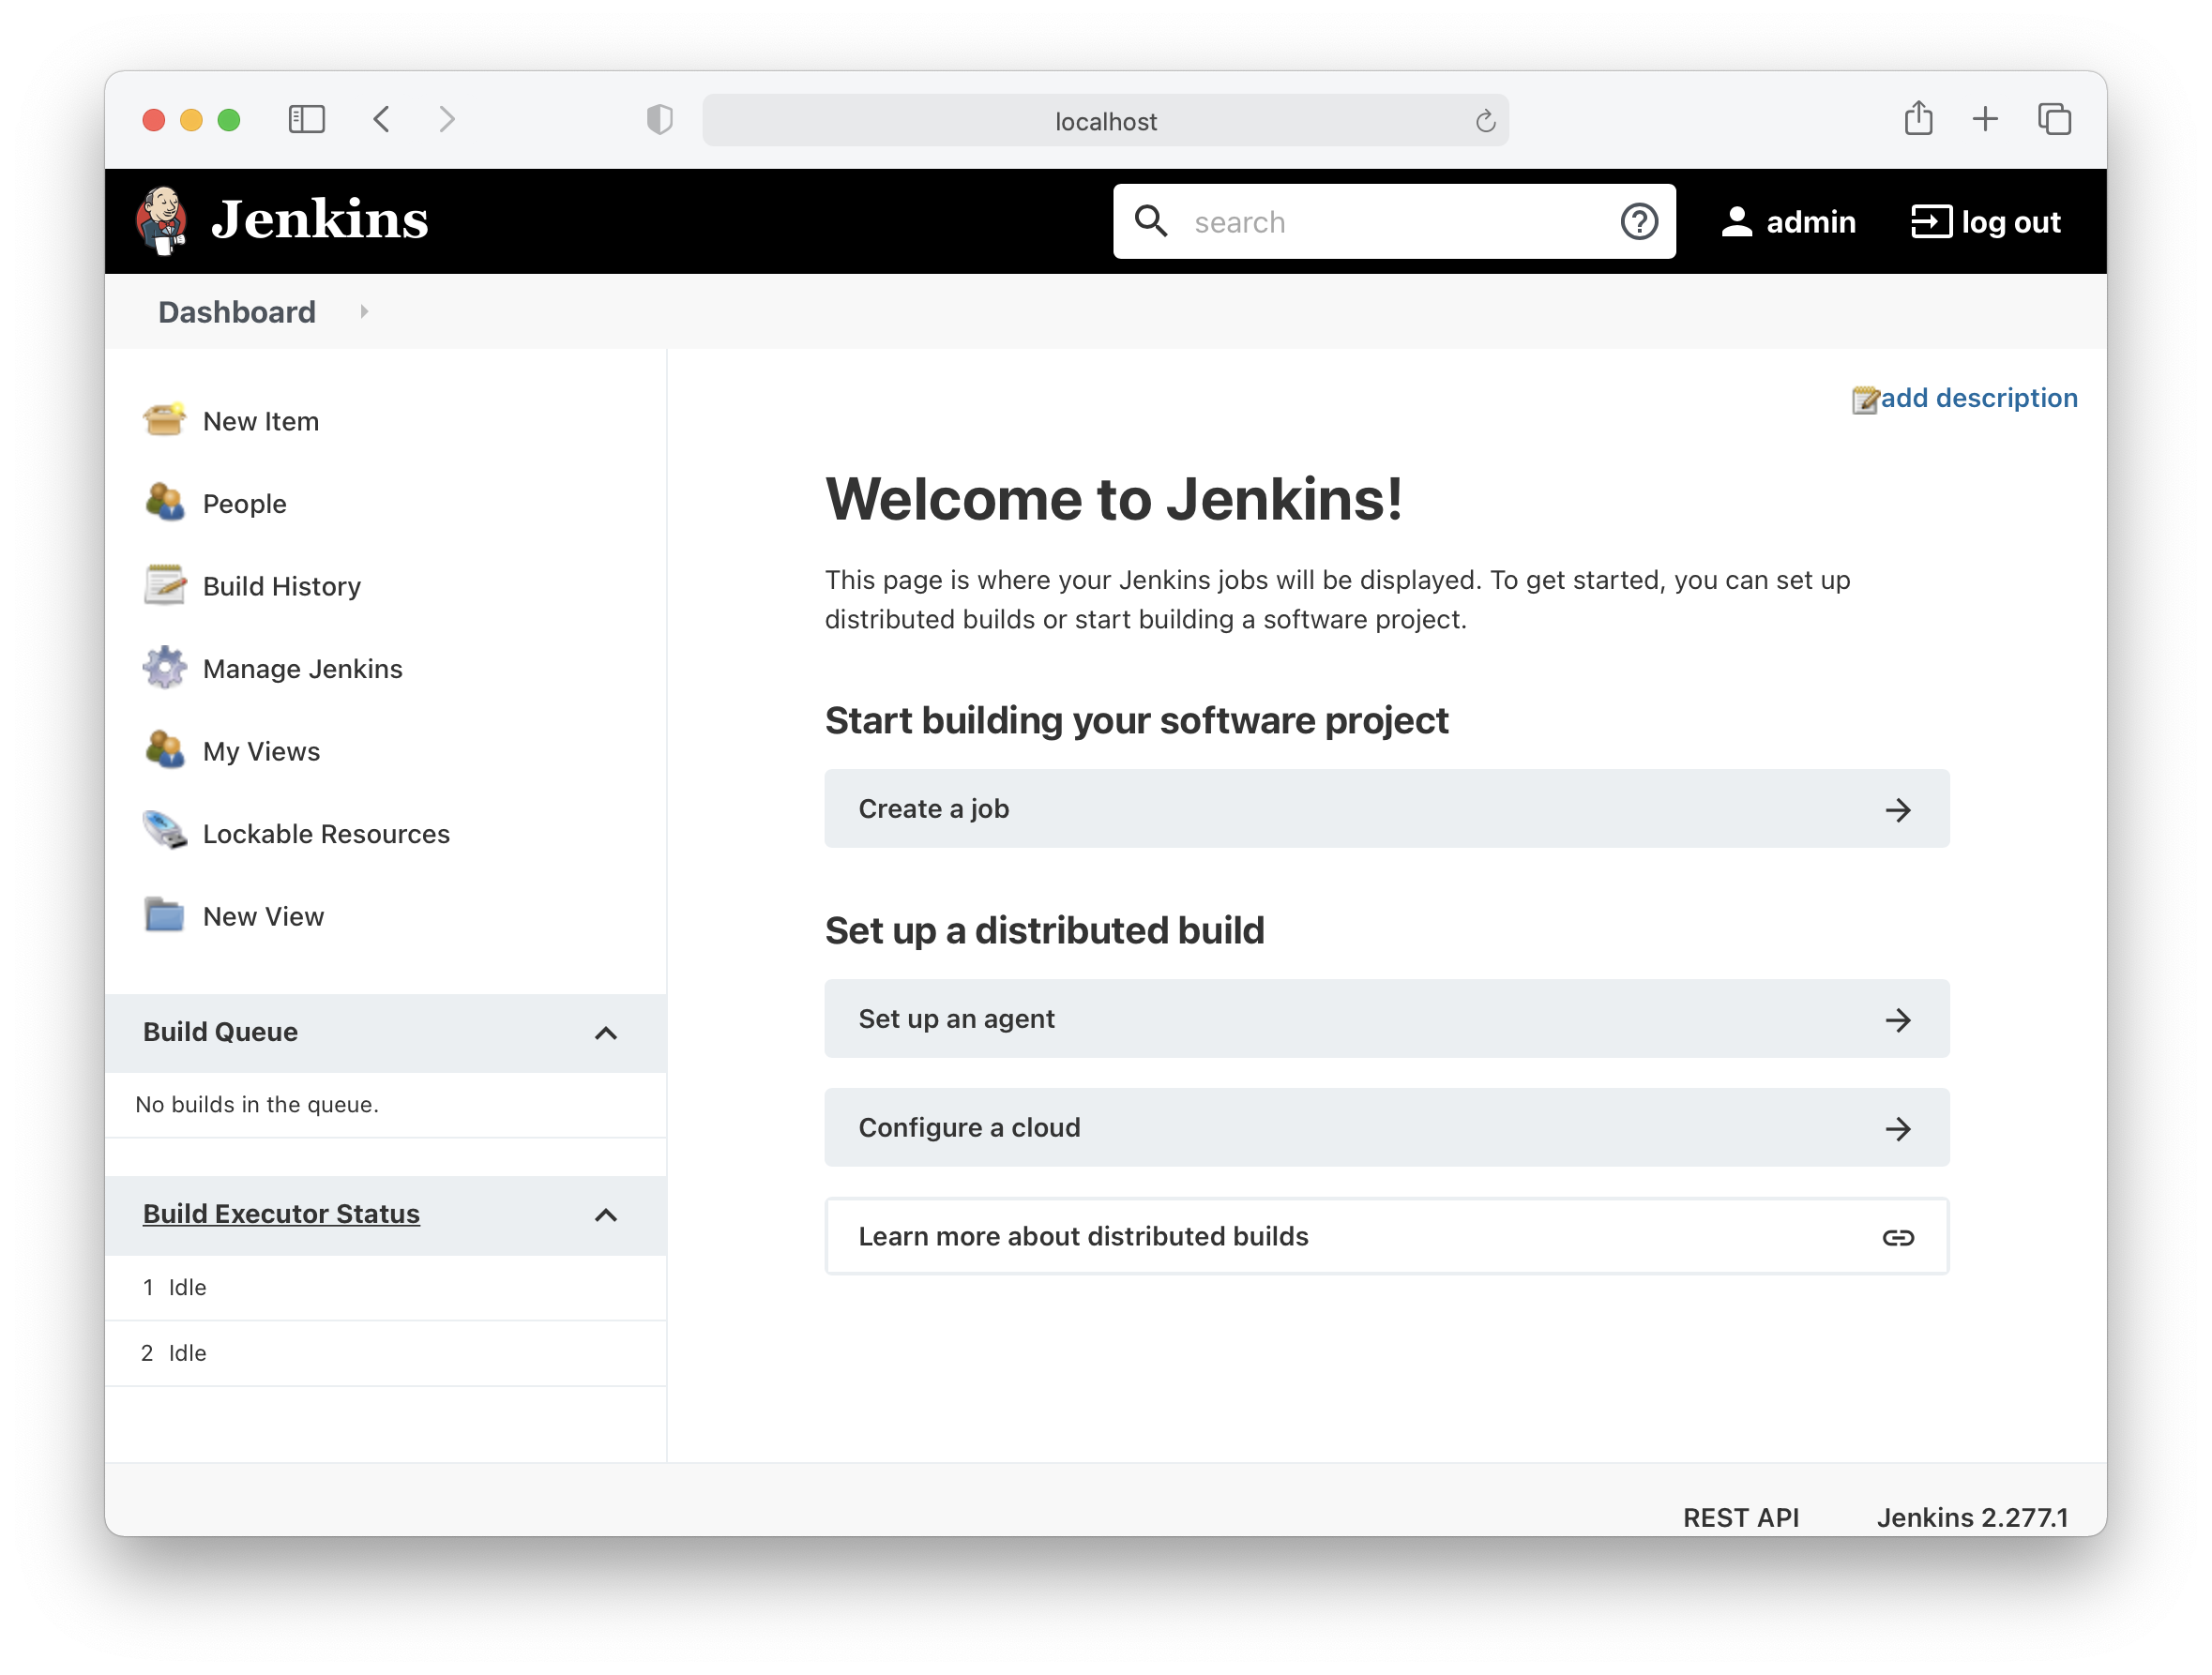 localhost
Jenkins
search
admin
log out
Dashboard
New Item
People
Build History
Manage Jenkins
My Views
Lockable Resources
New View
Build Queue
No builds in the queue.
Build Executor Status
1 Idle
2 Idle
add description
Welcome to Jenkins!
This page is where your Jenkins jobs will be displayed. To get started, you can set up
distributed builds or start building a software project.
Start building your software project
Create a job
Set up a distributed build
Set up an agent
Configure a cloud
Learn more about distributed builds
REST API
Jenkins 2.277.1